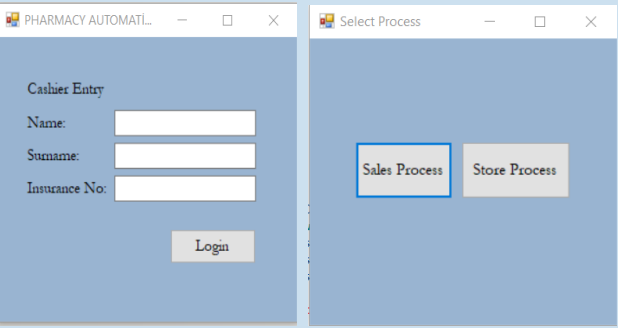 PHARMACY AUTOMATİ...
Cashier Entry
Name:
Surname:
Insurance No:
Login
Select Process
Sales Process
Store Process